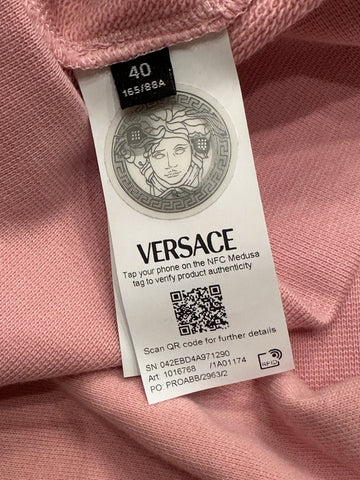 40
165/88A
VERSACE
Tap your phone on the NFC Medusa
tag to verify product authenticity
Scan QR code for further details
SN: 042EBD4A971290
Art. 1016768 /1A01174
PO: PROABB/2963/2
RFID